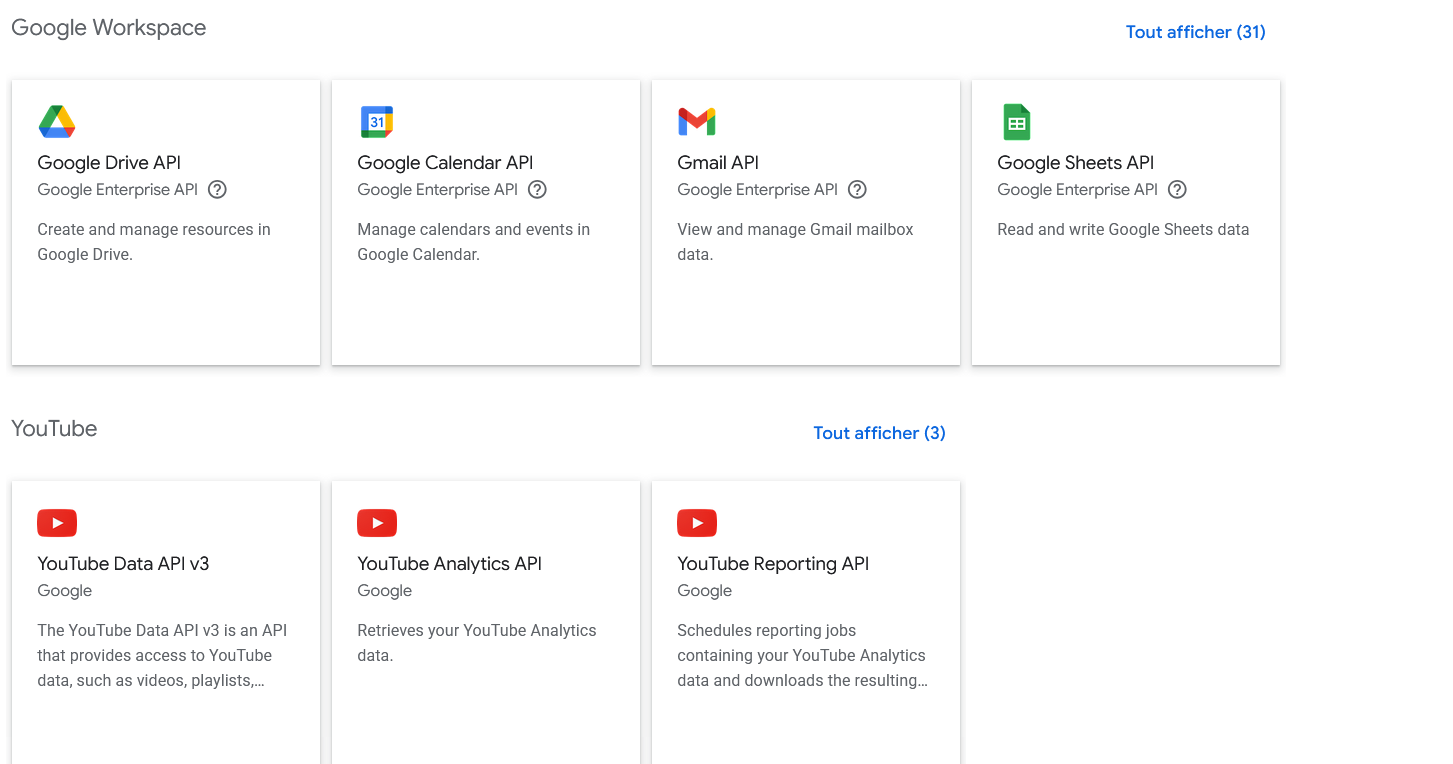 Google Workspace
Tout afficher (31)
31
Google Drive API
Google Enterprise API
Create and manage resources in
Google Drive.
Google Calendar API
Google Enterprise API
Manage calendars and events in
Google Calendar.
Gmail API
Google Enterprise API
View and manage Gmail mailbox
data.
Google Sheets API
Google Enterprise API
Read and write Google Sheets data
YouTube
Tout afficher (3)
YouTube Data API v3
Google
The YouTube Data API v3 is an API
that provides access to YouTube
data, such as videos, playlists,…
YouTube Analytics API
Google
Retrieves your YouTube Analytics
data.
YouTube Reporting API
Google
Schedules reporting jobs
containing your YouTube Analytics
data and downloads the resulting…